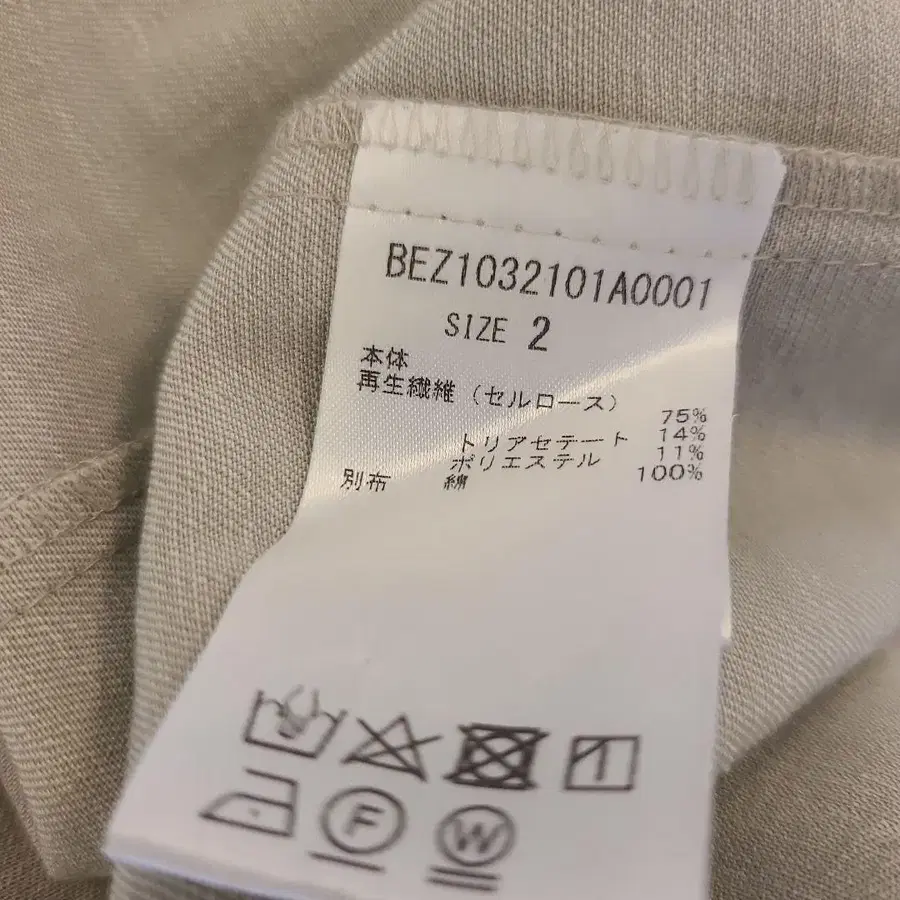 BEZ1032101A0001
SIZE 2
本体
再生繊維（セルロース） 75%
トリアセテート 14%
ポリエステル 11%
別布 綿 100%
F W